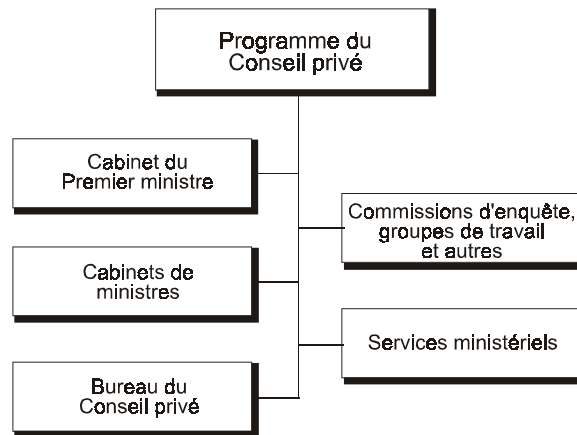 Programme du
Conseil privé
Cabinet du
Premier ministre
Commissions d'enquête,
groupes de travail
et autres
Cabinets de
ministres
Services ministériels
Bureau du
Conseil privé